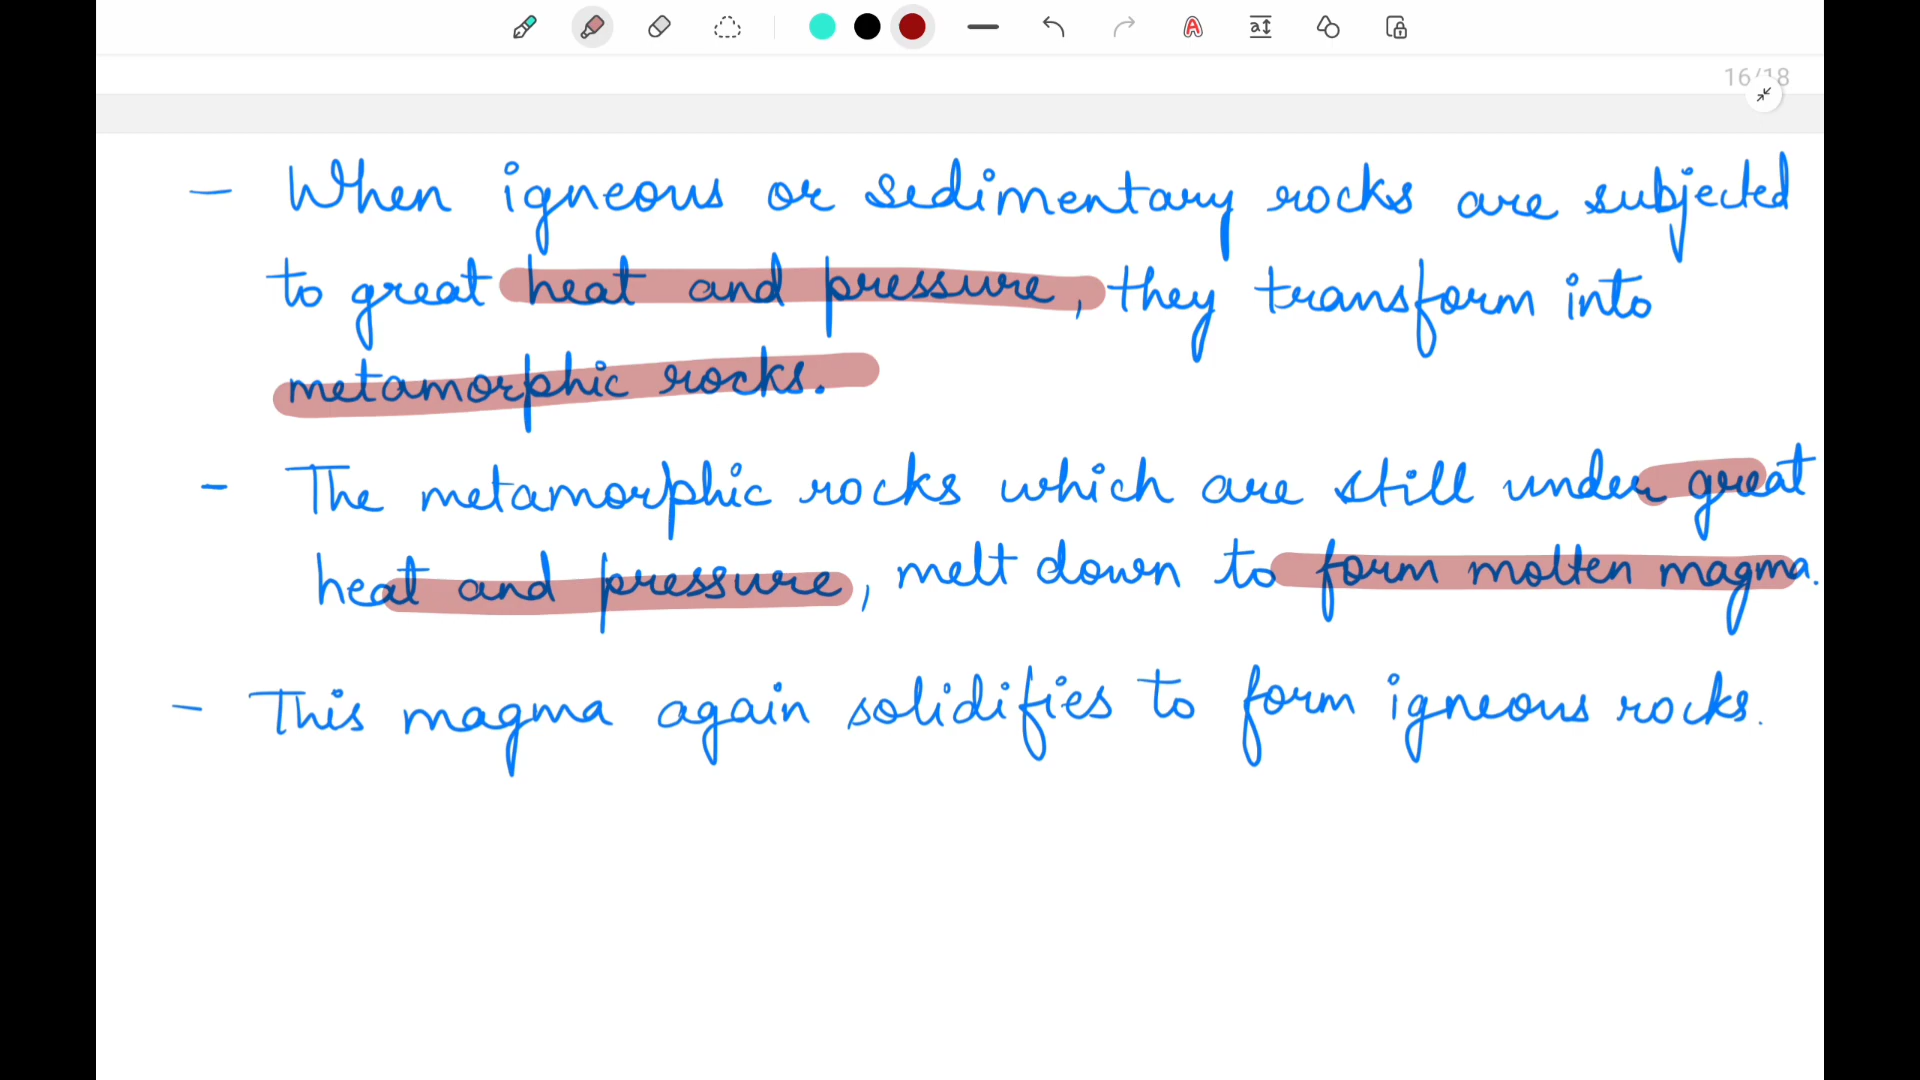 16/18
- When igneous or sedimentary rocks are subjected
to great heat and pressure, they transform into
metamorphic rocks.
- The metamorphic rocks which are still under great
heat and pressure, melt down to form molten magma.
- This magma again solidifies to form igneous rocks.